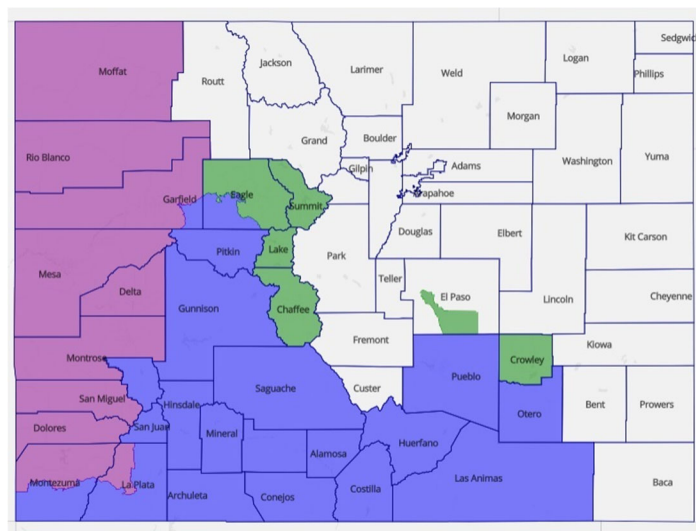 Sedgwic
Jackson
Logan
Moffat
Larimer
Weld
Phillips
Routt
Morgan
Grand
Boulder
Rio Blanco
Washington
Yuma
Gilpin
Adams
Garfield
Eagle
Summit
Arapahoe
Douglas
Elbert
Kit Carson
Pitkin
Lake
Park
Mesa
Teller
Delta
El Paso
Lincoln
Cheyenne
Gunnison
Chaffee
Fremont
Kiowa
Montrose
Crowley
Pueblo
Saguache
Custer
San Miguel
Hinsdale
Bent
Prowers
Otero
Dolores
San Juan
Mineral
Huerfano
Alamosa
Montezuma
La Plata
Las Animas
Baca
Archuleta
Conejos
Costilla